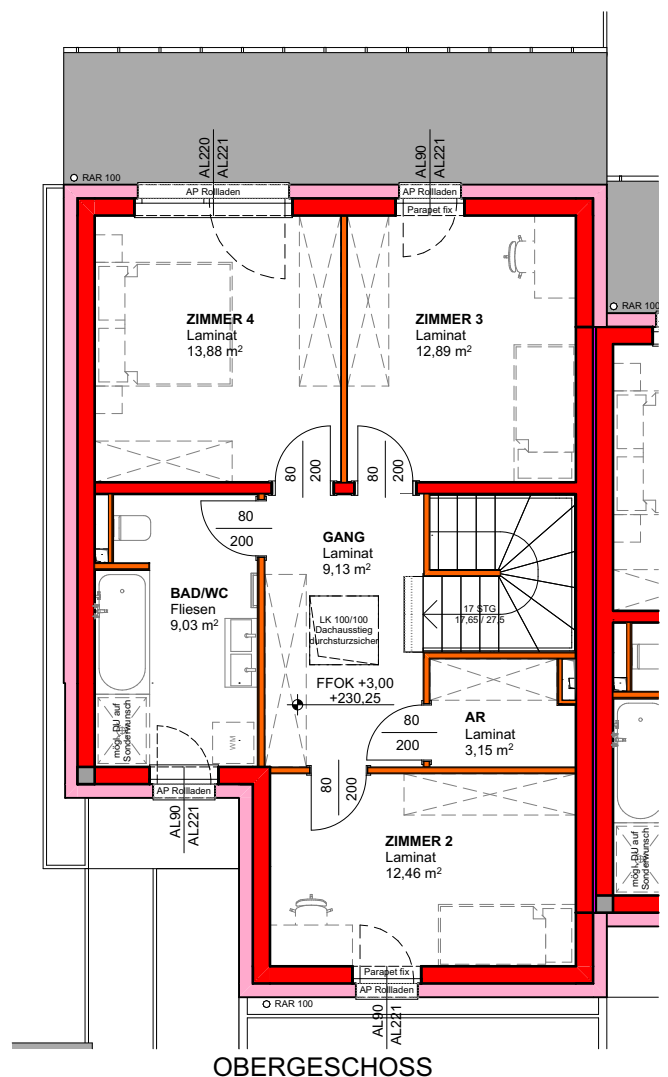 AL220
AL221
AL90
AL221
RAR 100
AP Rollladen
AP Rollladen
Parapet fix
RAR 100
ZIMMER 4
Laminat
13,88 m²
ZIMMER 3
Laminat
12,89 m²
80
200
80
200
80
200
GANG
Laminat
9,13 m²
BAD/WC
Fliesen
9,03 m²
LK 100/100
Dachausstieg
durchsturzsicher
17 STG
17,65 / 27,5
FFOK +3,00
+230,25
mögl. DU auf
Sonderwunsch
WM
80
200
AR
Laminat
3,15 m²
AP Rollladen
AL90
AL221
80
200
ZIMMER 2
Laminat
12,46 m²
mögl. DU auf
Sonderwunsch
Parapet fix
AP Rollladen
RAR 100
AL90
AL221
OBERGESCHOSS